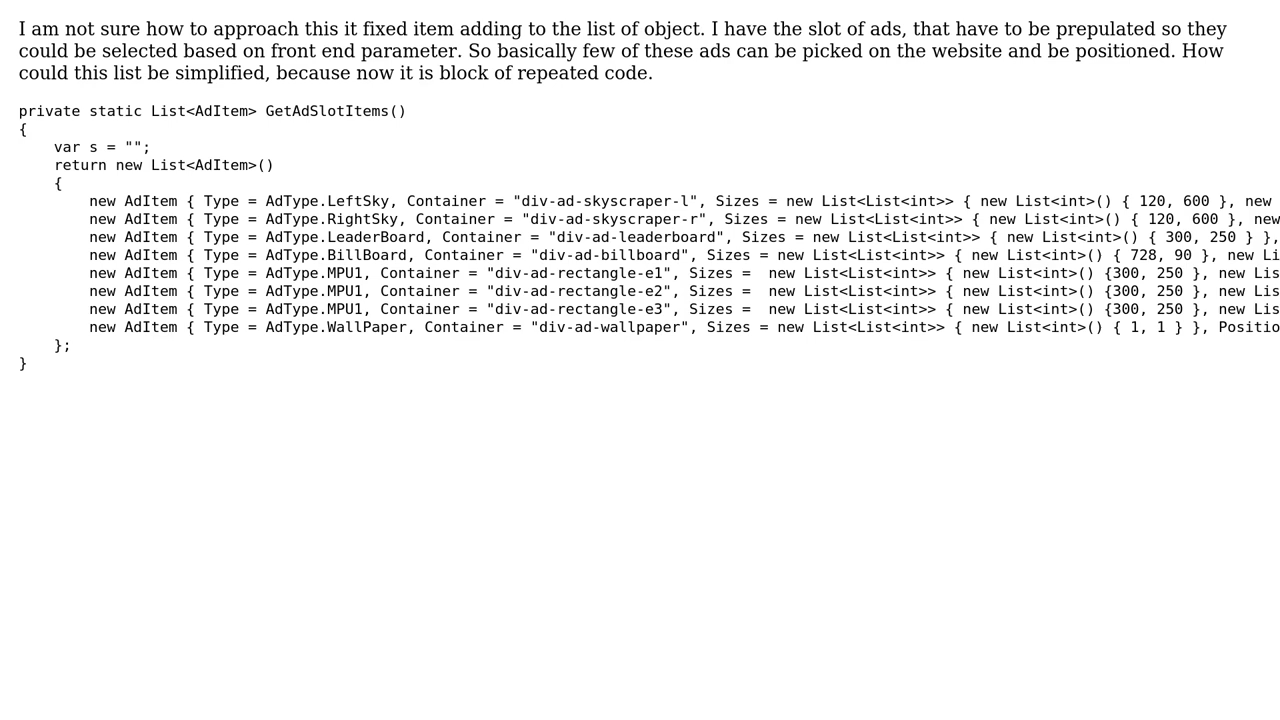 I am not sure how to approach this it fixed item adding to the list of object. I have the slot of ads, that have to be prepulated so they
could be selected based on front end parameter. So basically few of these ads can be picked on the website and be positioned. How
could this list be simplified, because now it is block of repeated code.
private static List<AdItem> GetAdSlotItems()
{
    var s = "";
    return new List<AdItem>()
    {
        new AdItem { Type = AdType.LeftSky, Container = "div-ad-skyscraper-l", Sizes = new List<List<int>> { new List<int>() { 120, 600 }, new
        new AdItem { Type = AdType.RightSky, Container = "div-ad-skyscraper-r", Sizes = new List<List<int>> { new List<int>() { 120, 600 }, new
        new AdItem { Type = AdType.LeaderBoard, Container = "div-ad-leaderboard", Sizes = new List<List<int>> { new List<int>() { 300, 250 } },
        new AdItem { Type = AdType.BillBoard, Container = "div-ad-billboard", Sizes = new List<List<int>> { new List<int>() { 728, 90 }, new Li
        new AdItem { Type = AdType.MPU1, Container = "div-ad-rectangle-e1", Sizes =  new List<List<int>> { new List<int>() {300, 250 }, new Lis
        new AdItem { Type = AdType.MPU1, Container = "div-ad-rectangle-e2", Sizes =  new List<List<int>> { new List<int>() {300, 250 }, new Lis
        new AdItem { Type = AdType.MPU1, Container = "div-ad-rectangle-e3", Sizes =  new List<List<int>> { new List<int>() {300, 250 }, new Lis
        new AdItem { Type = AdType.WallPaper, Container = "div-ad-wallpaper", Sizes = new List<List<int>> { new List<int>() { 1, 1 } }, Positio
    };
}